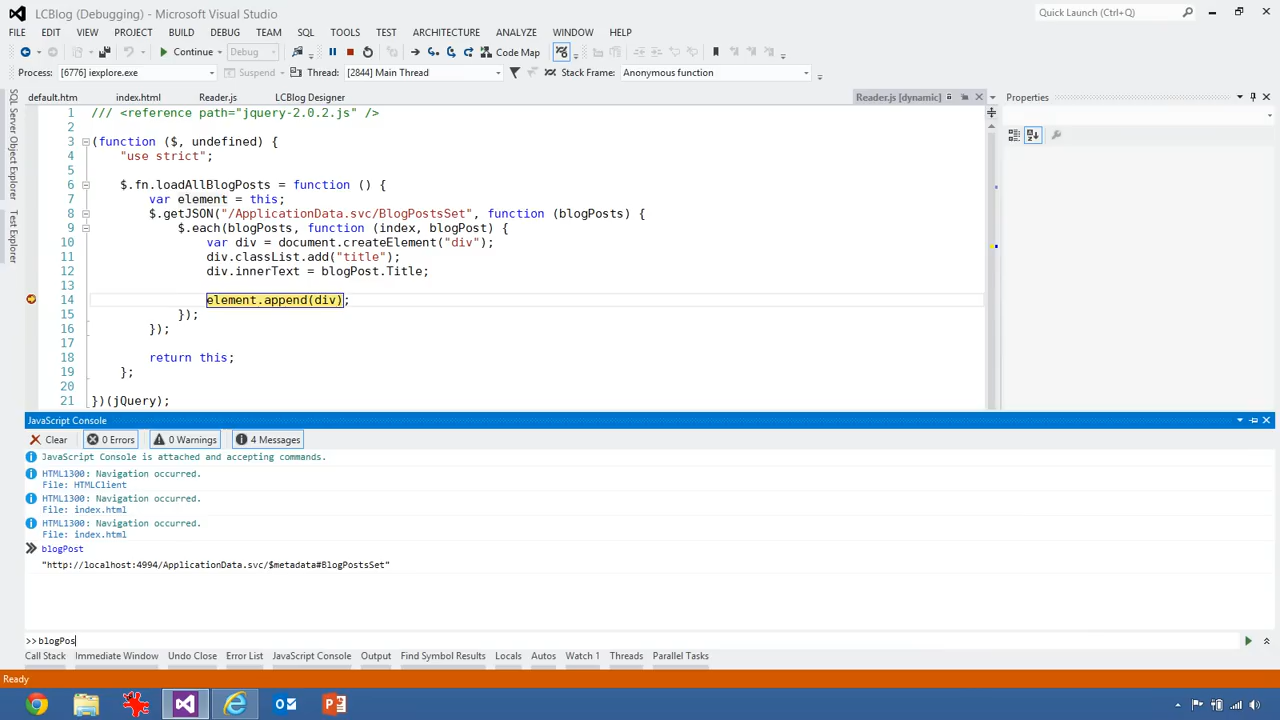 LCBlog (Debugging) - Microsoft Visual Studio
Quick Launch (Ctrl+Q)
FILE EDIT VIEW PROJECT BUILD DEBUG TEAM SQL TOOLS TEST ARCHITECTURE ANALYZE WINDOW HELP
Continue Debug Code Map
Process: [6776] iexplore.exe Suspend Thread: [2844] Main Thread Stack Frame: Anonymous function
default.htm index.html Reader.js LCBlog Designer Reader.js [dynamic] Properties
SQL Server Object Explorer
Test Explorer
1 /// <reference path="jquery-2.0.2.js" />
2
3 (function ($, undefined) {
4 "use strict";
5
6 $.fn.loadAllBlogPosts = function () {
7 var element = this;
8 $.getJSON("/ApplicationData.svc/BlogPostsSet", function (blogPosts) {
9 $.each(blogPosts, function (index, blogPost) {
10 var div = document.createElement("div");
11 div.classList.add("title");
12 div.innerText = blogPost.Title;
13
14 element.append(div);
15 });
16 });
17
18 return this;
19 };
20
21 })(jQuery);
JavaScript Console
Clear 0 Errors 0 Warnings 4 Messages
JavaScript Console is attached and accepting commands.
HTML1300: Navigation occurred.
File: HTMLClient
HTML1300: Navigation occurred.
File: index.html
HTML1300: Navigation occurred.
File: index.html
blogPost
"http://localhost:4994/ApplicationData.svc/$metadata#BlogPostsSet"
>> blogPos
Call Stack Immediate Window Undo Close Error List JavaScript Console Output Find Symbol Results Locals Autos Watch 1 Threads Parallel Tasks
Ready